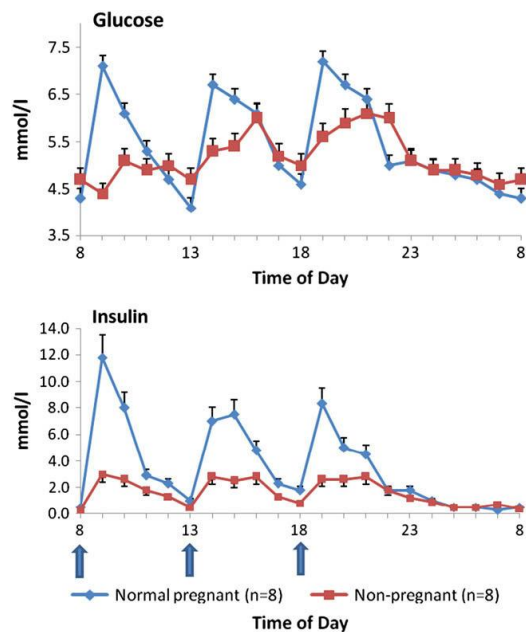 Glucose
7.5
6.5
5.5
4.5
3.5
mmol/l
8 13 18 23 8
Time of Day
Insulin
14.0
12.0
10.0
8.0
6.0
4.0
2.0
0.0
mmol/l
8 13 18 23 8
Normal pregnant (n=8) Non-pregnant (n=8)
Time of Day